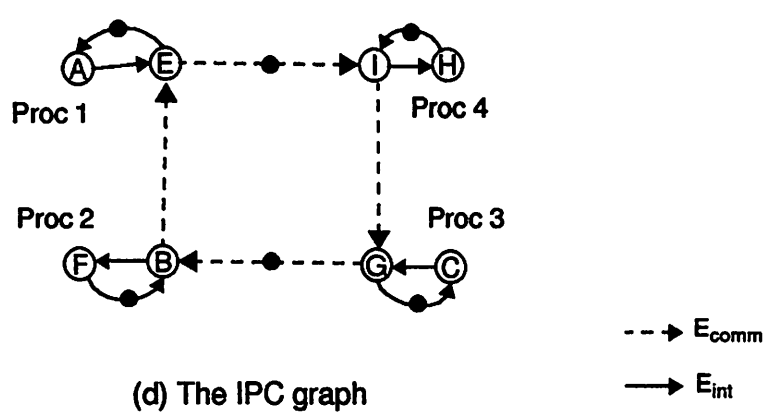 A E I H
Proc 1 Proc 4
Proc 2 Proc 3
F B G C
E_comm
E_int
(d) The IPC graph